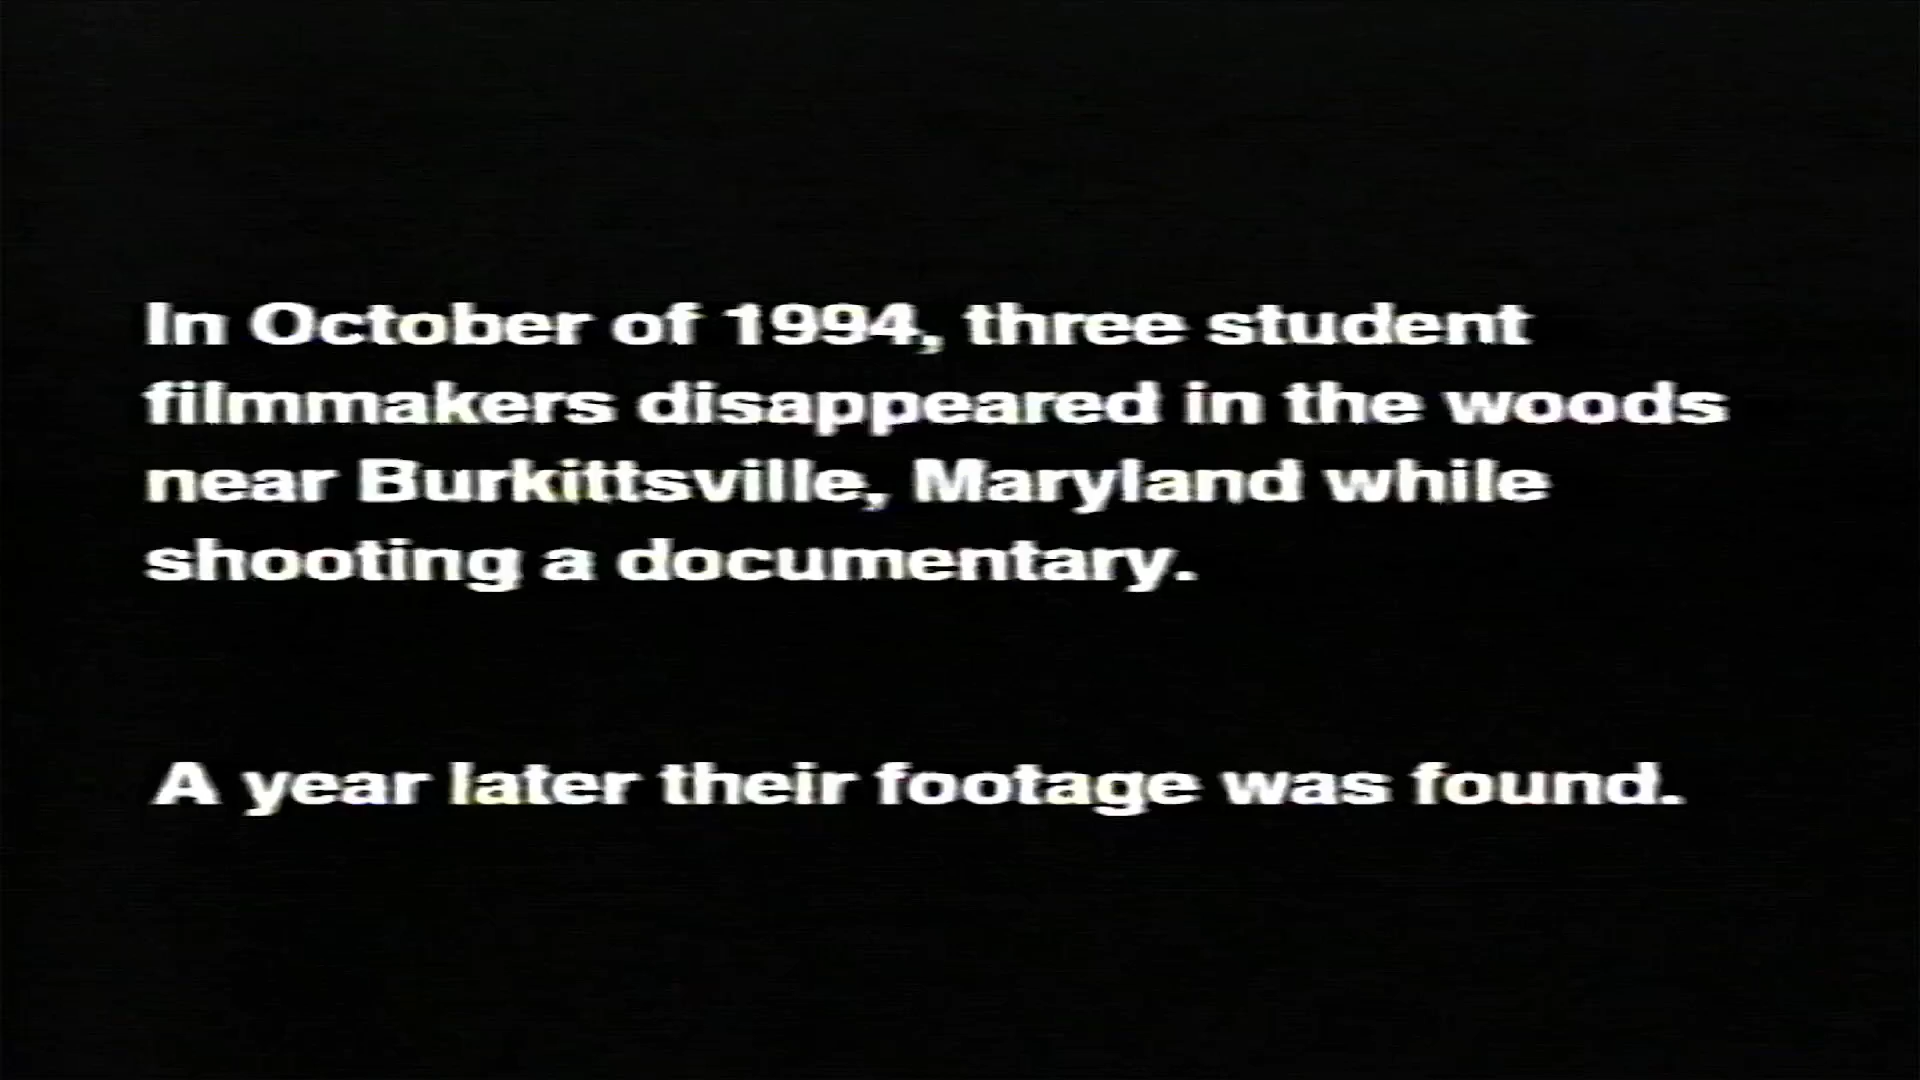 In October of 1994, three student
filmmakers disappeared in the woods
near Burkittsville, Maryland while
shooting a documentary.
A year later their footage was found.